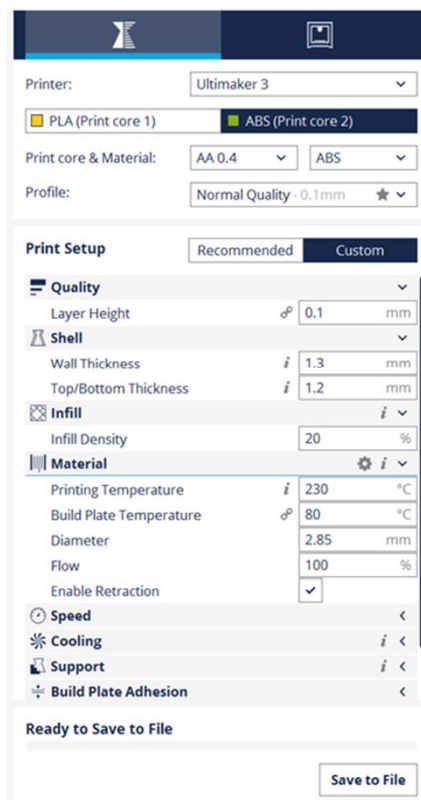 Printer: Ultimaker 3
PLA (Print core 1) ABS (Print core 2)
Print core & Material: AA 0.4 ABS
Profile: Normal Quality - 0.1mm
Print Setup Recommended Custom
Quality
Layer Height 0.1 mm
Shell
Wall Thickness i 1.3 mm
Top/Bottom Thickness i 1.2 mm
Infill i
Infill Density 20 %
Material i
Printing Temperature i 230 °C
Build Plate Temperature 80 °C
Diameter 2.85 mm
Flow 100 %
Enable Retraction
Speed
Cooling i
Support i
Build Plate Adhesion
Ready to Save to File
Save to File